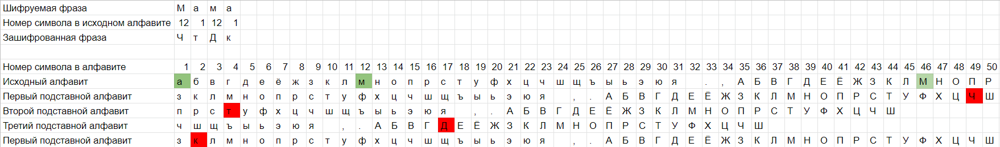 Шифруемая фраза М а м а
Номер символа в исходном алфавите 12 1 12 1
Зашифрованная фраза Ч т Д к
Номер символа в алфавите 1 2 3 4 5 6 7 8 9 10 11 12 13 14 15 16 17 18 19 20 21 22 23 24 25 26 27 28 29 30 31 32 33 34 35 36 37 38 39 40 41 42 43 44 45 46 47 48 49 50
Исходный алфавит а б в г д е ё ж з к л м н о п р с т у ф х ц ч ш щ ъ ы ь э ю я . , А Б В Г Д Е Ё Ж З К Л М Н О П Р
Первый подставной алфавит з к л м н о п р с т у ф х ц ч ш щ ъ ы ь э ю я , . А Б В Г Д Е Ё Ж З К Л М Н О П Р С Т У Ф Х Ц Ч Ш
Второй подставной алфавит п р с т у ф х ц ч ш щ ъ ы ь э ю я , . А Б В Г Д Е Ё Ж З К Л М Н О П Р С Т У Ф Х Ц Ч Ш
Третий подставной алфавит ч ш щ ъ ы ь э ю я , . А Б В Г Д Е Ё Ж З К Л М Н О П Р С Т У Ф Х Ц Ч Ш
Первый подставной алфавит з к л м н о п р с т у ф х ц ч ш щ ъ ы ь э ю я , . А Б В Г Д Е Ё Ж З К Л М Н О П Р С Т У Ф Х Ц Ч Ш